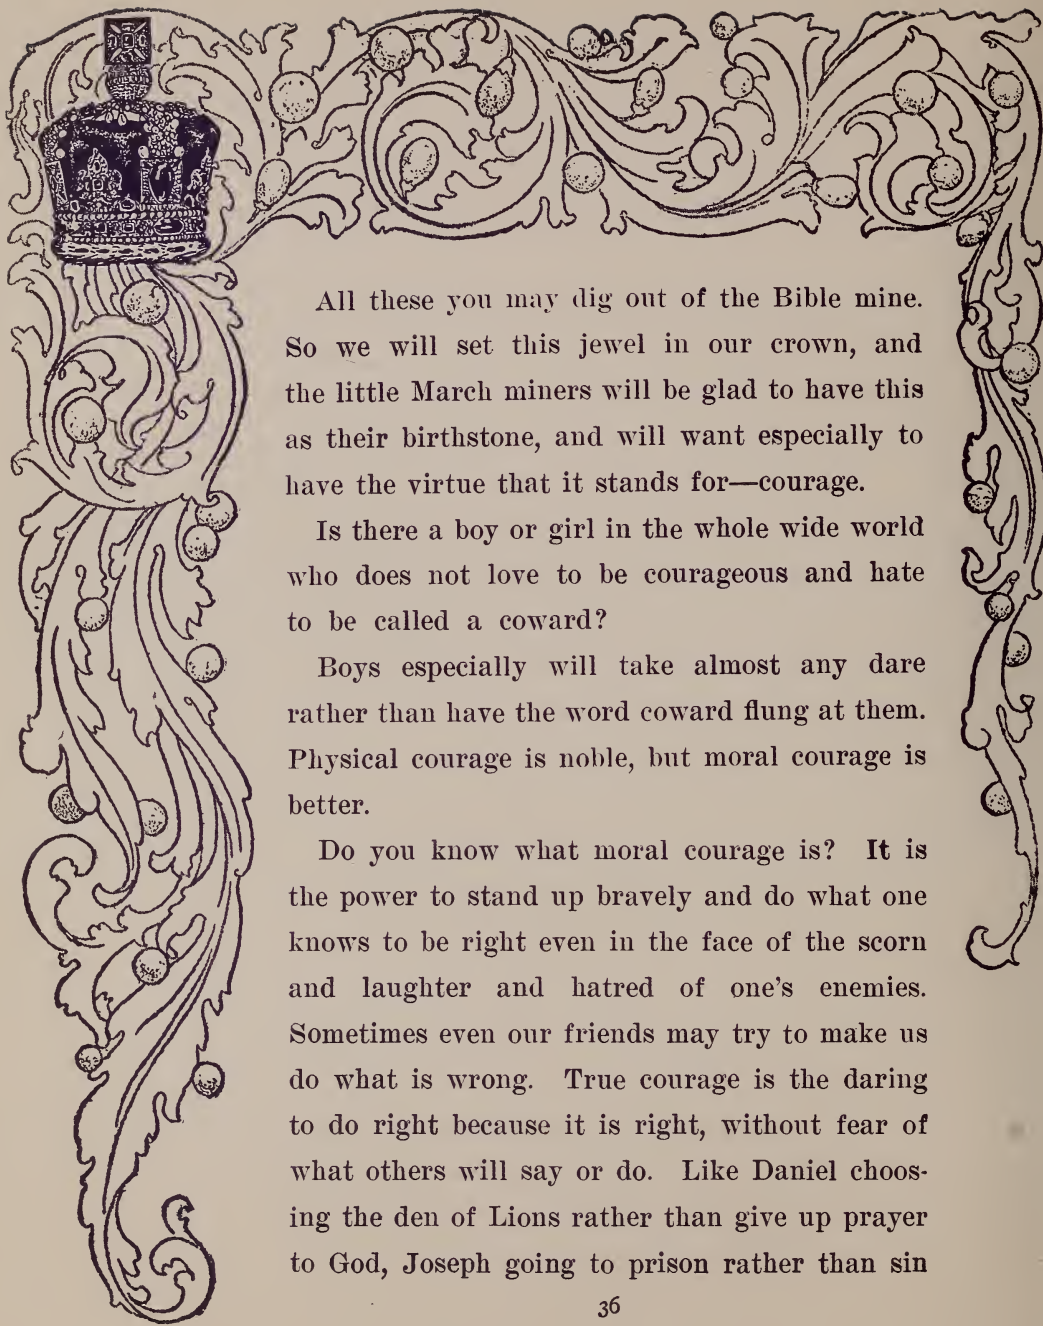 All these you may dig out of the Bible mine.
So we will set this jewel in our crown, and
the little March miners will be glad to have this
as their birthstone, and will want especially to
have the virtue that it stands for—courage.
Is there a boy or girl in the whole wide world
who does not love to be courageous and hate
to be called a coward?
Boys especially will take almost any dare
rather than have the word coward flung at them.
Physical courage is noble, but moral courage is
better.
Do you know what moral courage is? It is
the power to stand up bravely and do what one
knows to be right even in the face of the scorn
and laughter and hatred of one's enemies.
Sometimes even our friends may try to make us
do what is wrong. True courage is the daring
to do right because it is right, without fear of
what others will say or do. Like Daniel choos-
ing the den of Lions rather than give up prayer
to God, Joseph going to prison rather than sin
36